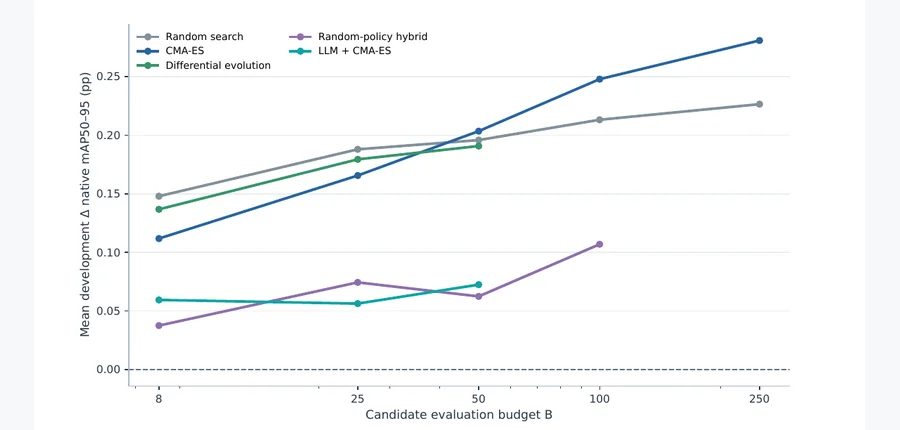 Random search
CMA-ES
Differential evolution
Random-policy hybrid
LLM + CMA-ES
Mean development Δ native mAP50–95 (pp)
0.25
0.20
0.15
0.10
0.05
0.00
8 25 50 100 250
Candidate evaluation budget B